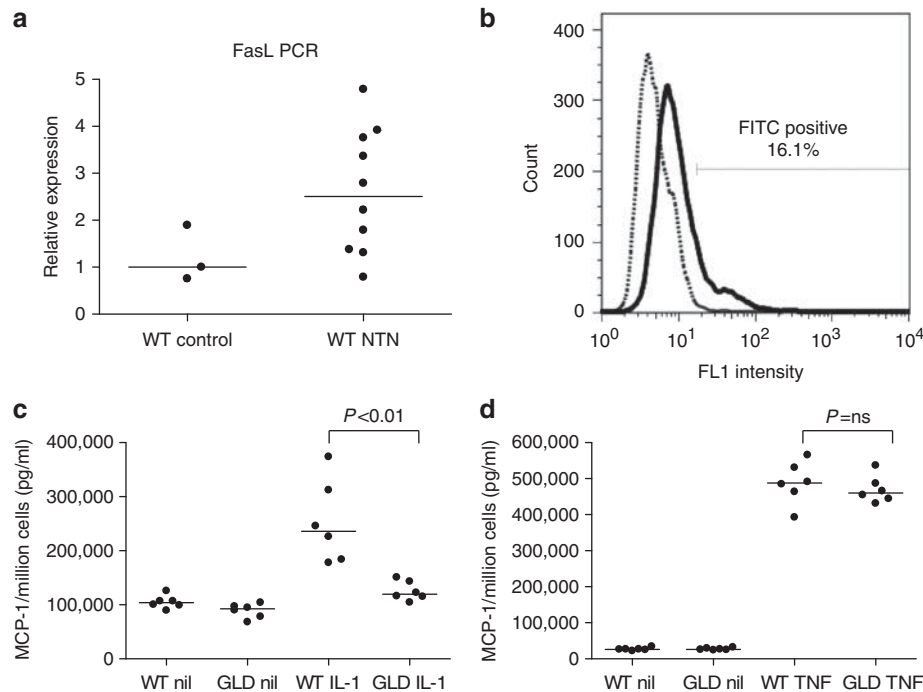 a
FasL PCR
Relative expression
5
4
3
2
1
0
WT control WT NTN
b
Count
400
300
200
100
0
FITC positive
16.1%
10⁰ 10¹ 10² 10³ 10⁴
FL1 intensity
c
MCP-1/million cells (pg/ml)
P<0.01
400,000
300,000
200,000
100,000
0
WT nil GLD nil WT IL-1 GLD IL-1
d
MCP-1/million cells (pg/ml)
P=ns
600,000
500,000
400,000
300,000
200,000
100,000
0
WT nil GLD nil WT TNF GLD TNF